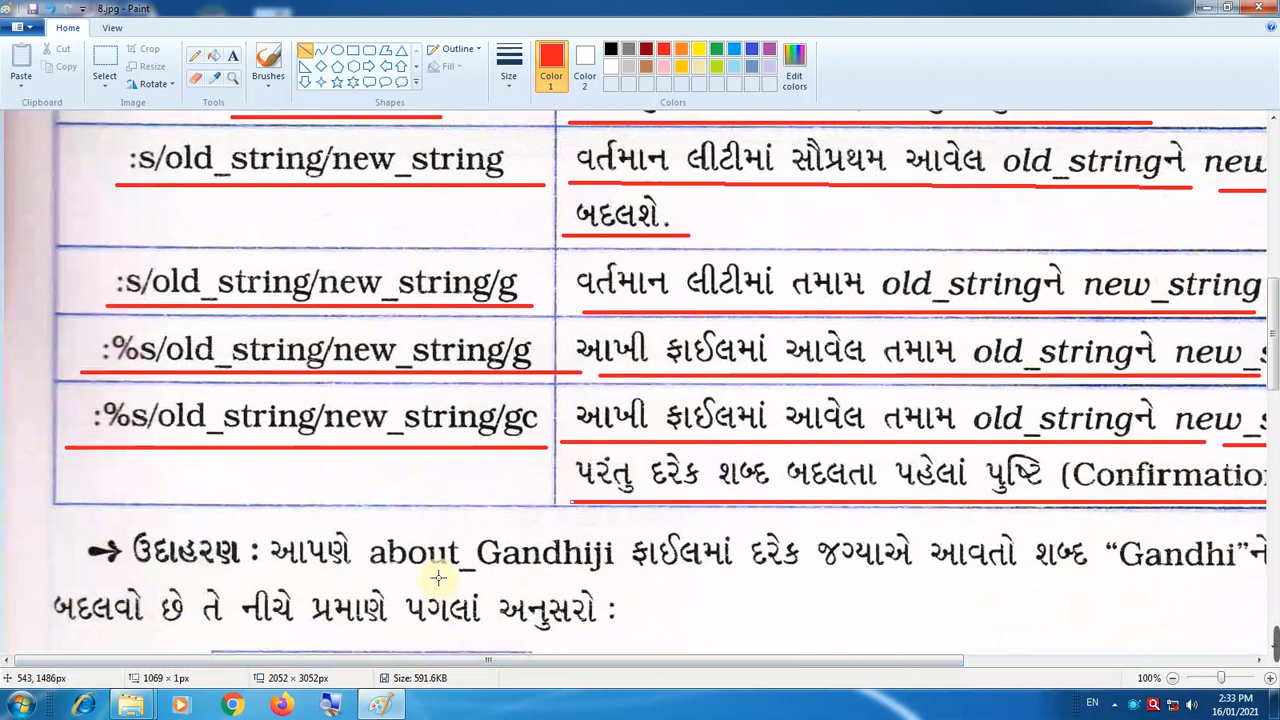 8.jpg - Paint
Home View
Paste
Cut
Copy
Clipboard
Select
Crop
Resize
Rotate
Image
Tools
Brushes
Outline
Fill
Shapes
Size
Color 1
Color 2
Edit colors
Colors
:s/old_string/new_string
વર્તમાન લીટીમાં સૌપ્રથમ આવેલ old_stringને new
બદલશે.
:s/old_string/new_string/g
વર્તમાન લીટીમાં તમામ old_stringને new_string
:%s/old_string/new_string/g
આખી ફાઈલમાં આવેલ તમામ old_stringને new_s
:%s/old_string/new_string/gc
આખી ફાઈલમાં આવેલ તમામ old_stringને new_s
પરંતુ દરેક શબ્દ બદલતા પહેલાં પુષ્ટિ (Confirmatio
→ ઉદાહરણ : આપણે about_Gandhiji ફાઈલમાં દરેક જગ્યાએ આવતો શબ્દ “Gandhi”ને
બદલવો છે તે નીચે પ્રમાણે પગલાં અનુસરો :
543, 1486px 1069 × 1px 2052 × 3052px Size: 591.6KB 100%
EN 2:33 PM
16/01/2021